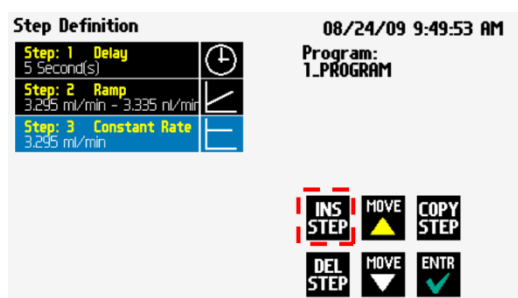 Step Definition
08/24/09 9:49:53 AM
Step: 1 Delay
5 Second(s)
Step: 2 Ramp
3.295 ml/min - 3.335 nl/min
Step: 3 Constant Rate
3.295 ml/min
Program:
1_PROGRAM
INS STEP
MOVE
COPY STEP
DEL STEP
MOVE
ENTR